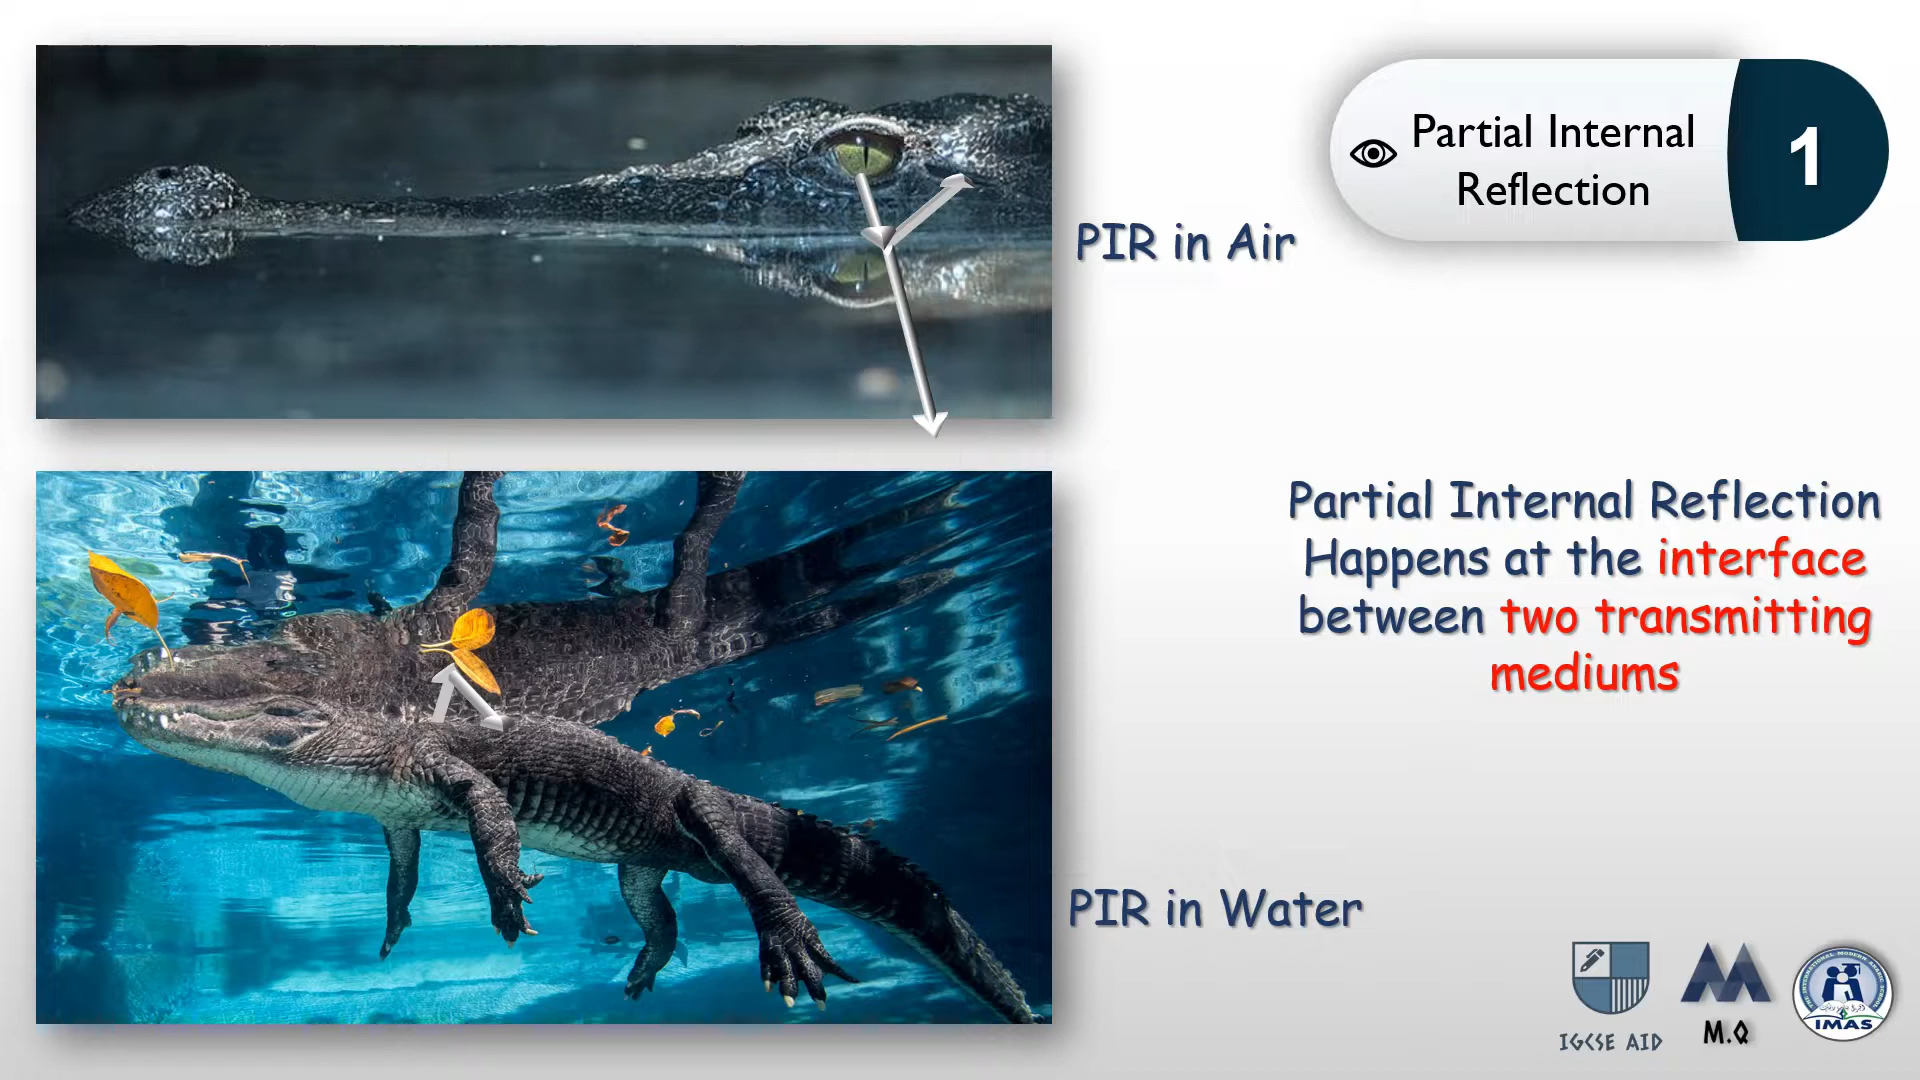 Partial Internal
Reflection
1
PIR in Air
Partial Internal Reflection
Happens at the interface
between two transmitting
mediums
PIR in Water
IGCSE AID
M.Q
IMAS